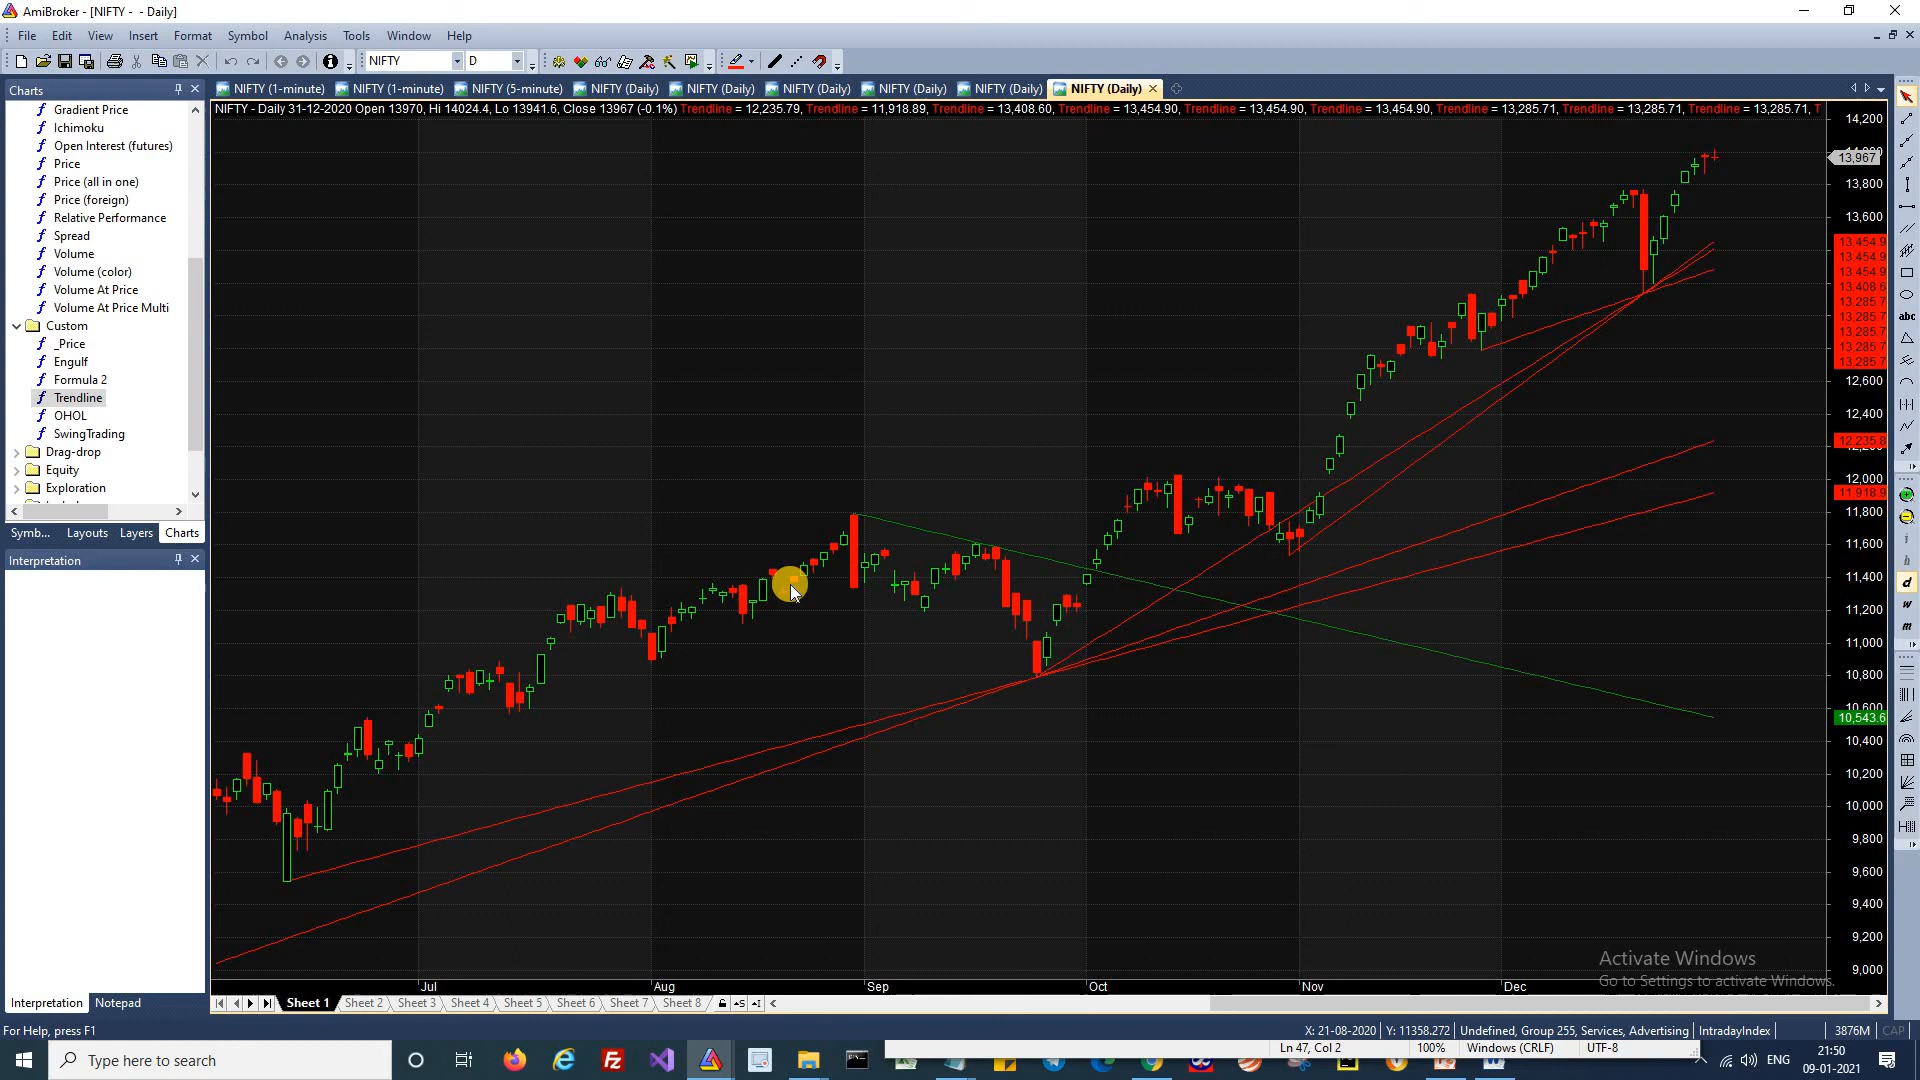 AmiBroker - [NIFTY - - Daily]
File Edit View Insert Format Symbol Analysis Tools Window Help
NIFTY D
Charts
NIFTY (1-minute) NIFTY (1-minute) NIFTY (5-minute) NIFTY (Daily) NIFTY (Daily) NIFTY (Daily) NIFTY (Daily) NIFTY (Daily) NIFTY (Daily)
NIFTY - Daily 31-12-2020 Open 13970, Hi 14024.4, Lo 13941.6, Close 13967 (-0.1%) Trendline = 12,235.79, Trendline = 11,918.89, Trendline = 13,408.60, Trendline = 13,454.90, Trendline = 13,454.90, Trendline = 13,454.90, Trendline = 13,285.71, Trendline = 13,285.71, Trendline = 13,285.71, T
Gradient Price
Ichimoku
Open Interest (futures)
Price
Price (all in one)
Price (foreign)
Relative Performance
Spread
Volume
Volume (color)
Volume At Price
Volume At Price Multi
Custom
_Price
Engulf
Formula 2
Trendline
OHOL
SwingTrading
Drag-drop
Equity
Exploration
Symb... Layouts Layers Charts
Interpretation
Interpretation Notepad
14,200
13,967
13,800
13,600
13,454.9
13,454.9
13,454.9
13,408.6
13,285.7
13,285.7
13,285.7
13,285.7
13,285.7
12,600
12,400
12,235.8
12,000
11,918.9
11,800
11,600
11,400
11,200
11,000
10,800
10,600
10,543.6
10,400
10,200
10,000
9,800
9,600
9,400
9,200
9,000
abc
d
w
m
Jul Aug Sep Oct Nov Dec
Activate Windows
Go to Settings to activate Windows.
Sheet 1 Sheet 2 Sheet 3 Sheet 4 Sheet 5 Sheet 6 Sheet 7 Sheet 8
For Help, press F1
X: 21-08-2020 Y: 11358.272 Undefined, Group 255, Services, Advertising IntradayIndex 3876M CAP
Ln 47, Col 2 100% Windows (CRLF) UTF-8
Type here to search
ENG
21:50
09-01-2021